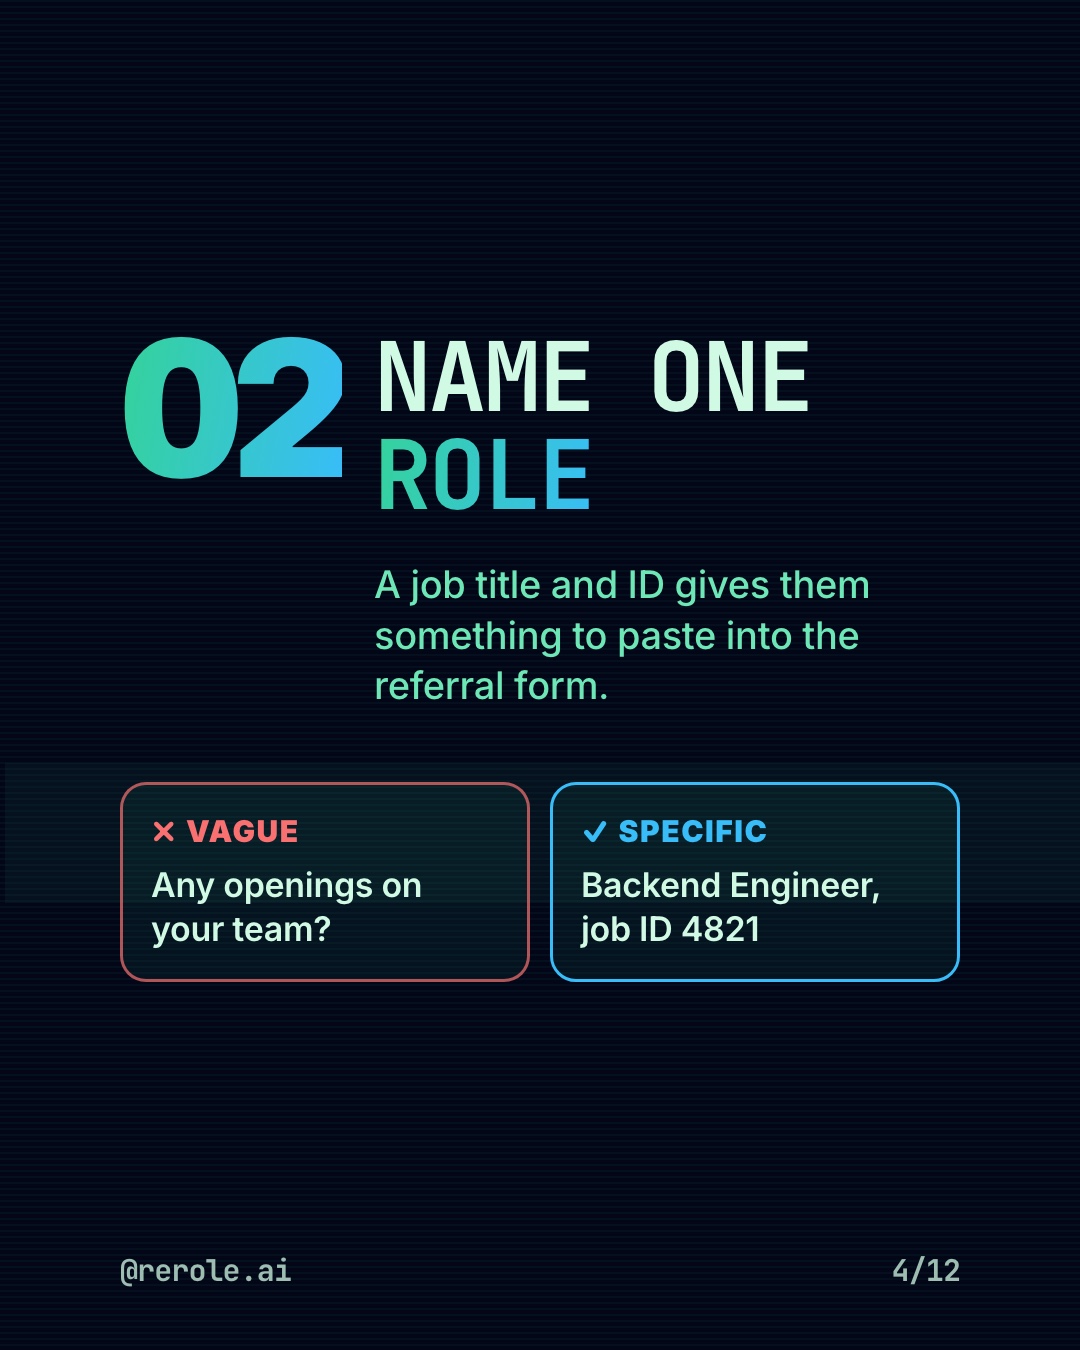 02
NAME ONE
ROLE
A job title and ID gives them
something to paste into the
referral form.
✕ VAGUE
Any openings on
your team?
✓ SPECIFIC
Backend Engineer,
job ID 4821
@rerole.ai
4/12